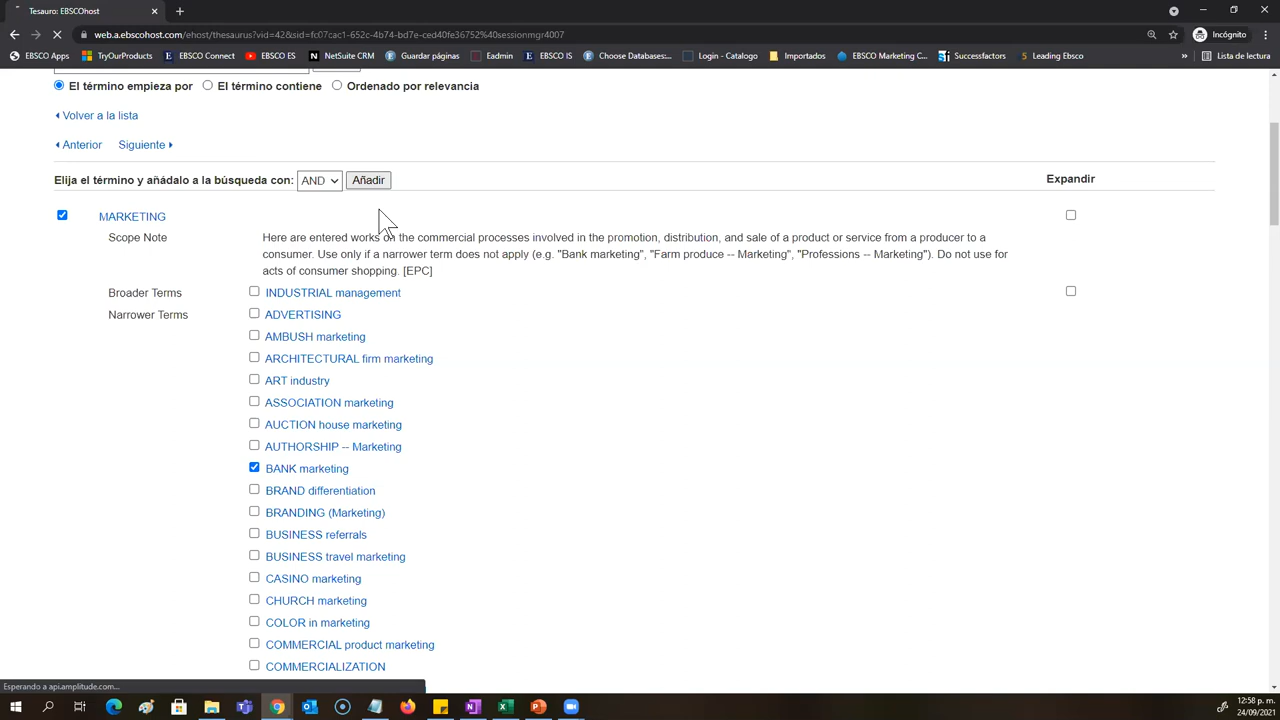 Tesauro: EBSCOhost
Incógnito
web.a.ebscohost.com/ehost/thesaurus?vid=42&sid=fc07cac1-652c-4b74-bd7e-ced40fe36752%40sessionmgr4007
EBSCO IS TryOurProducts EBSCO Connect EBSCO ES NetSuite CRM Guardar páginas Eadmin EBSCO IS Choose Databases:... Login - Catalogo Importados EBSCO Marketing C... Successfactors Leading Ebsco » Lista de lectura
El término empieza por El término contiene Ordenado por relevancia
Volver a la lista
Anterior Siguiente
Elija el término y añádalo a la búsqueda con: AND Añadir Expandir
MARKETING
Scope Note Here are entered works on the commercial processes involved in the promotion, distribution, and sale of a product or service from a producer to a
consumer. Use only if a narrower term does not apply (e.g. "Bank marketing", "Farm produce -- Marketing", "Professions -- Marketing"). Do not use for
acts of consumer shopping. [EPC]
Broader Terms INDUSTRIAL management
Narrower Terms ADVERTISING
AMBUSH marketing
ARCHITECTURAL firm marketing
ART industry
ASSOCIATION marketing
AUCTION house marketing
AUTHORSHIP -- Marketing
BANK marketing
BRAND differentiation
BRANDING (Marketing)
BUSINESS referrals
BUSINESS travel marketing
CASINO marketing
CHURCH marketing
COLOR in marketing
COMMERCIAL product marketing
COMMERCIALIZATION
Esperando a api.amplitude.com...
12:58 p. m.
24/09/2021